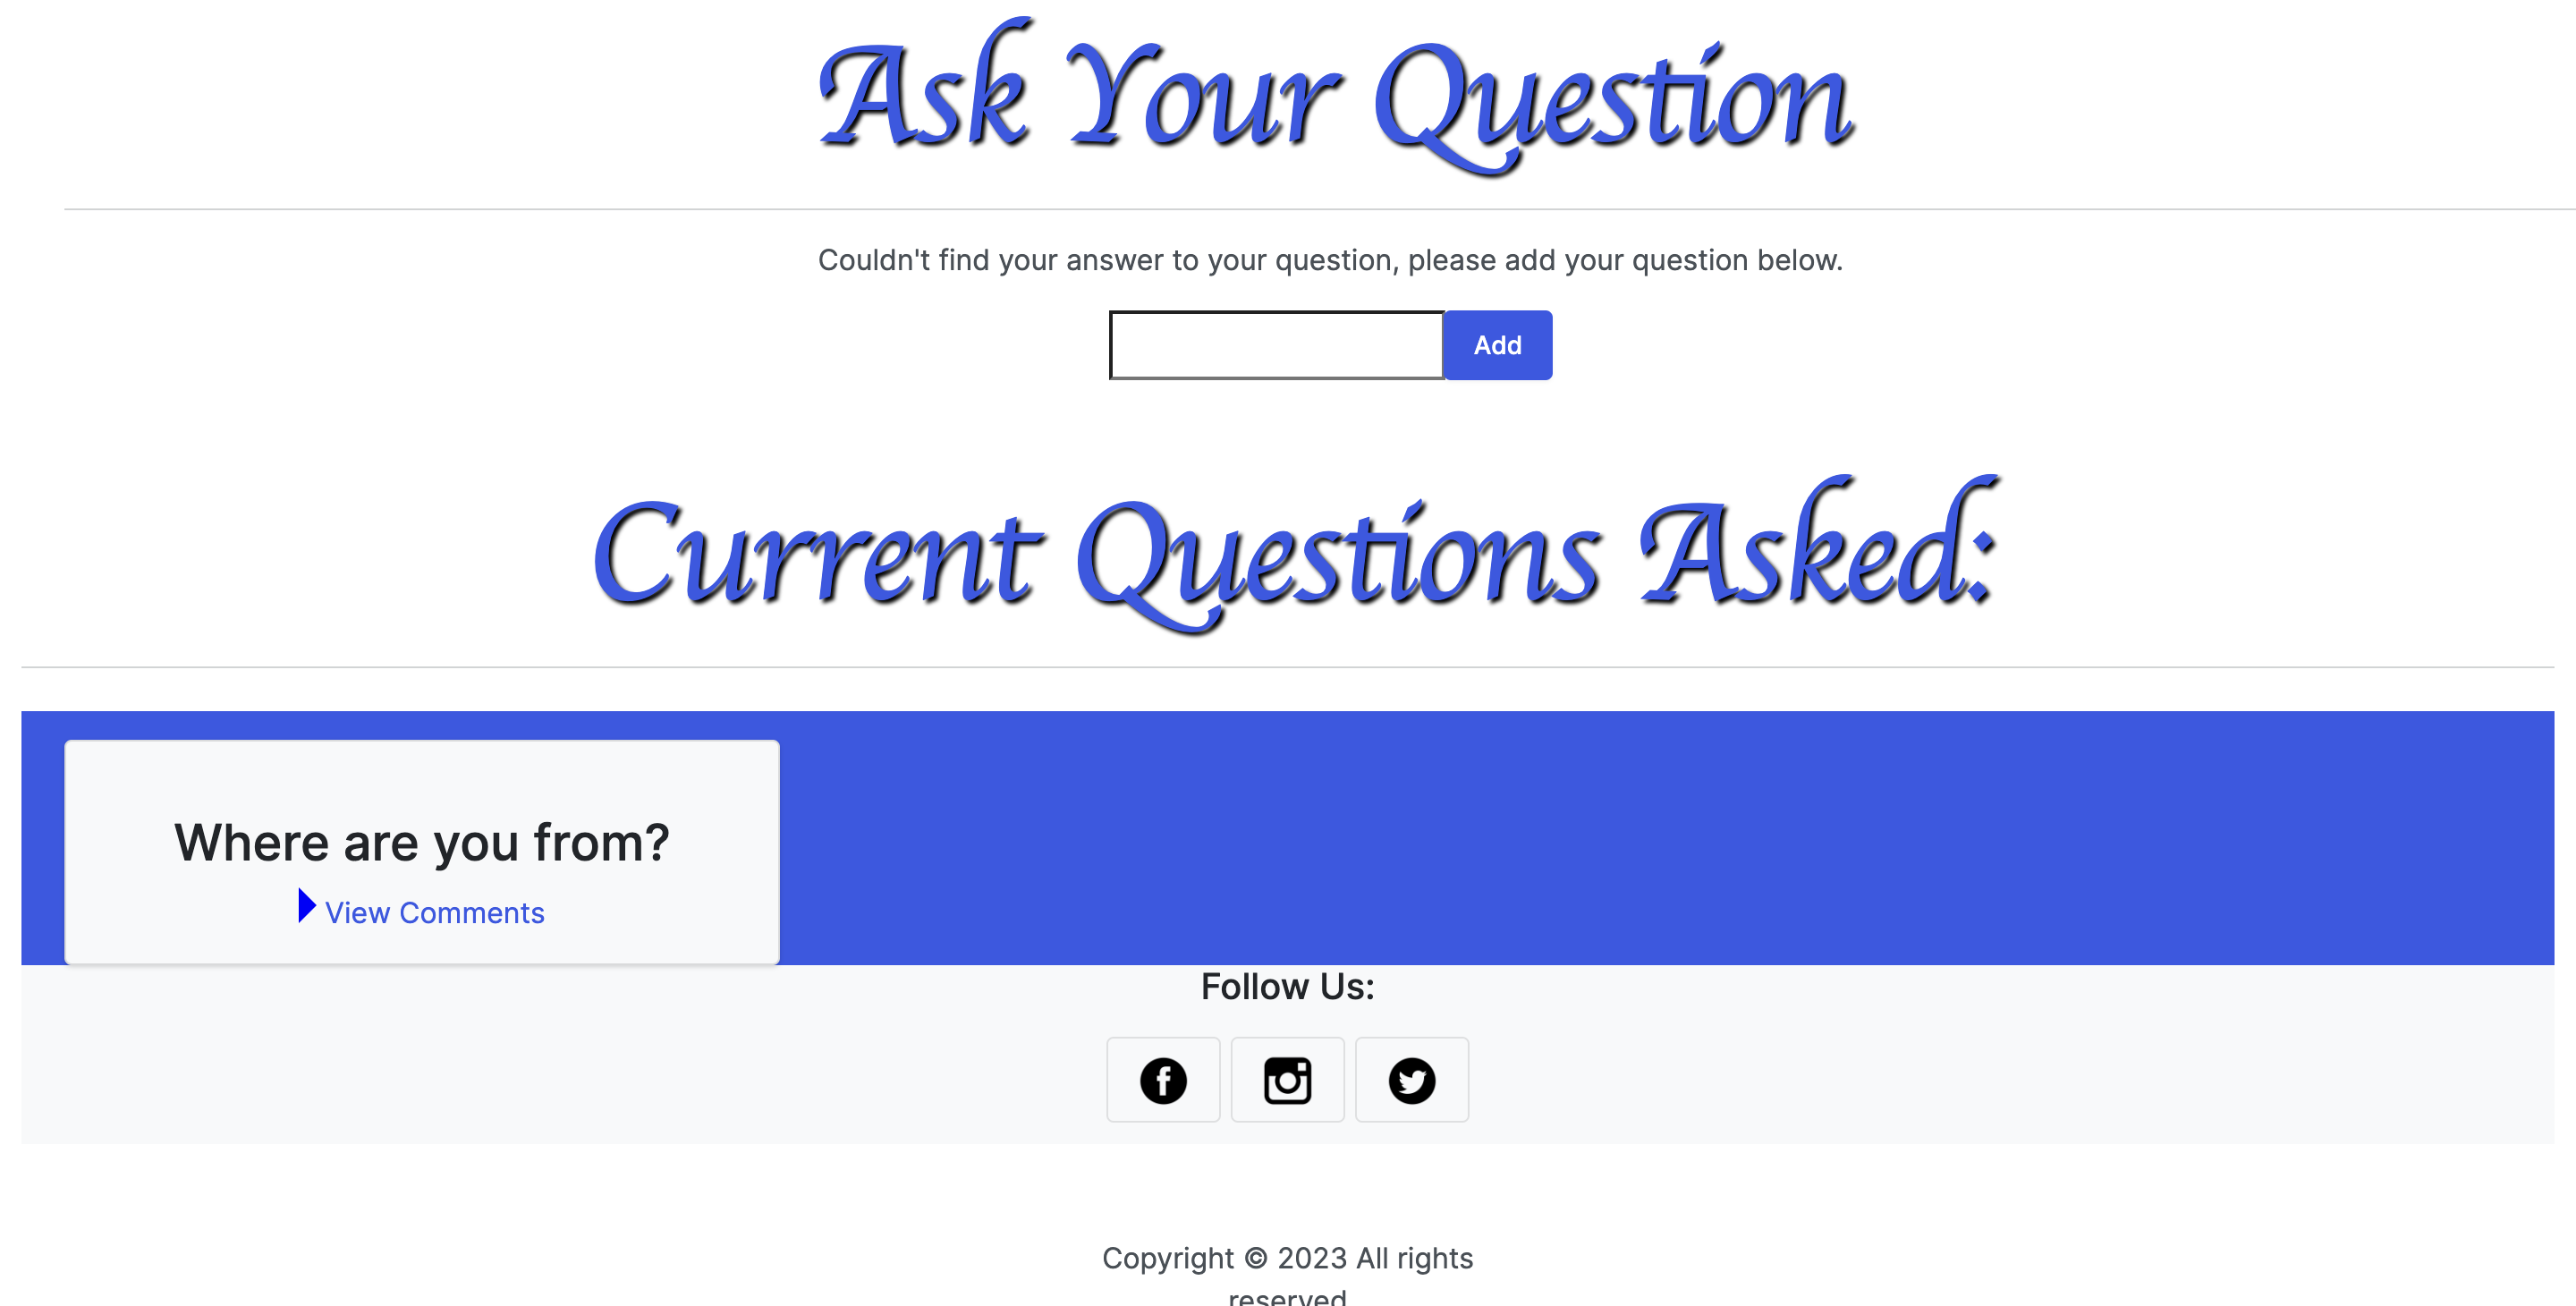 Ask Your Question
Couldn't find your answer to your question, please add your question below.
Add
Current Questions Asked:
Where are you from?
View Comments
Follow Us:
Copyright © 2023 All rights
reserved